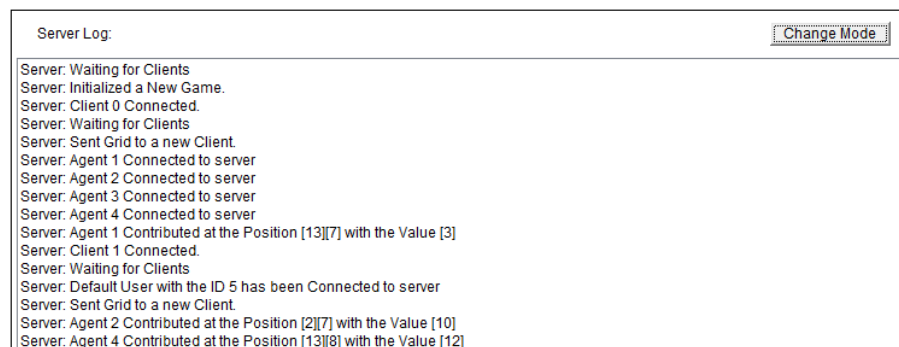 Server Log:
Change Mode
Server: Waiting for Clients
Server: Initialized a New Game.
Server: Client 0 Connected.
Server: Waiting for Clients
Server: Sent Grid to a new Client.
Server: Agent 1 Connected to server
Server: Agent 2 Connected to server
Server: Agent 3 Connected to server
Server: Agent 4 Connected to server
Server: Agent 1 Contributed at the Position [13][7] with the Value [3]
Server: Client 1 Connected.
Server: Waiting for Clients
Server: Default User with the ID 5 has been Connected to server
Server: Sent Grid to a new Client.
Server: Agent 2 Contributed at the Position [2][7] with the Value [10]
Server: Agent 4 Contributed at the Position [13][8] with the Value [12]